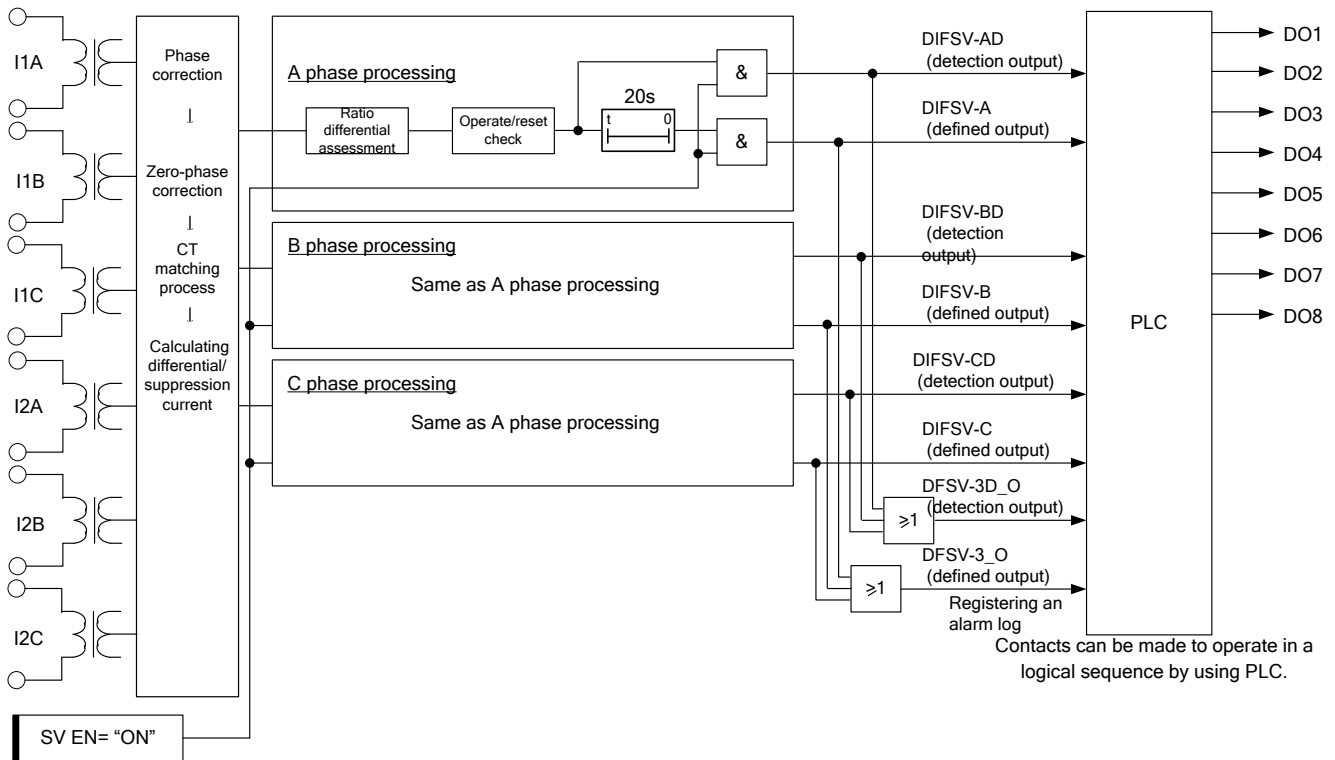 I1A
I1B
I1C
I2A
I2B
I2C
SV EN= “ON”
Phase
correction
Zero-phase
correction
CT
matching
process
Calculating
differential/
suppression
current
A phase processing
Ratio
differential
assessment
Operate/reset
check
20s
t
0
&
&
B phase processing
Same as A phase processing
C phase processing
Same as A phase processing
DIFSV-AD
(detection output)
DIFSV-A
(defined output)
DIFSV-BD
(detection
output)
DIFSV-B
(defined output)
DIFSV-CD
(detection output)
DIFSV-C
(defined output)
DFSV-3D_O
(detection output)
≥1
DFSV-3_O
(defined output)
≥1
Registering an
alarm log
PLC
DO1
DO2
DO3
DO4
DO5
DO6
DO7
DO8
Contacts can be made to operate in a
logical sequence by using PLC.